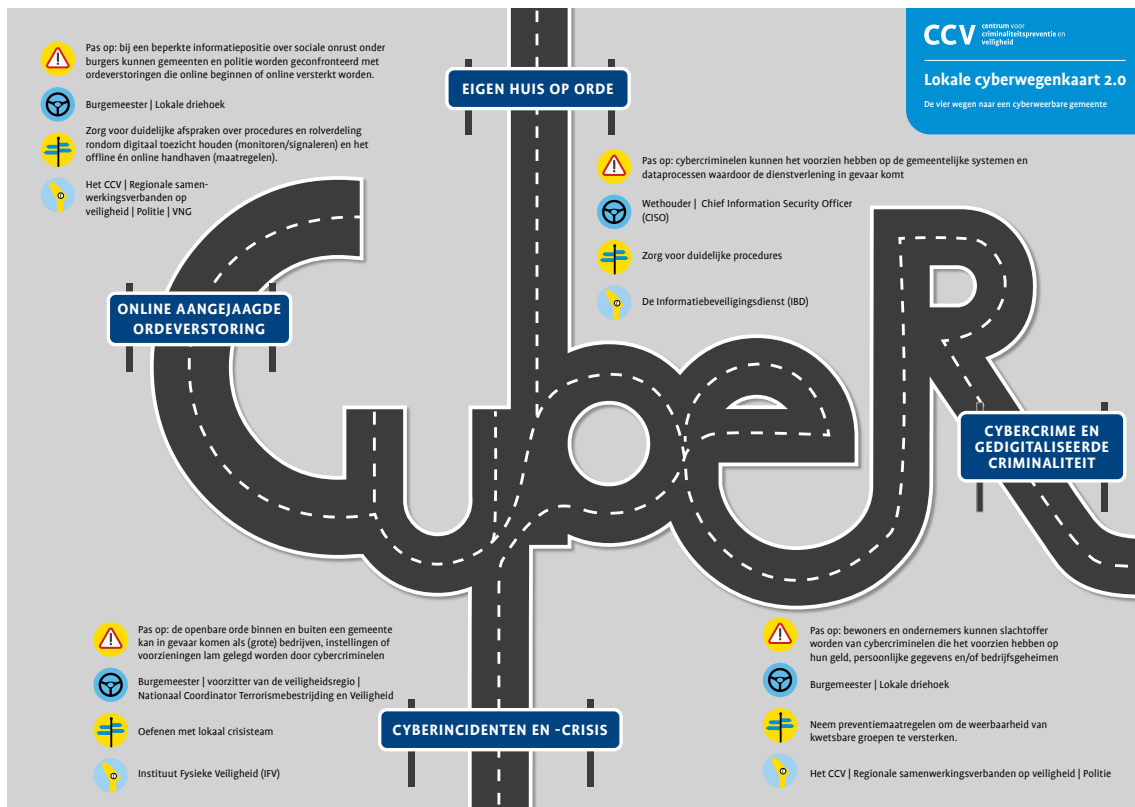 CCV centrum voor
criminaliteitspreventie en
veiligheid
Lokale cyberwegenkaart 2.0
De vier wegen naar een cyberweerbare gemeente
Pas op: bij een beperkte informatiepositie over sociale onrust onder
burgers kunnen gemeenten en politie worden geconfronteerd met
ordeverstoringen die online beginnen of online versterkt worden.
Burgemeester | Lokale driehoek
Zorg voor duidelijke afspraken over procedures en rolverdeling
rondom digitaal toezicht houden (monitoren/signaleren) en het
offline én online handhaven (maatregelen).
Het CCV | Regionale samen-
werkingsverbanden op
veiligheid | Politie | VNG
ONLINE AANGEJAAGDE
ORDEVERSTORING
EIGEN HUIS OP ORDE
Pas op: cybercriminelen kunnen het voorzien hebben op de gemeentelijke systemen en
dataprocessen waardoor de dienstverlening in gevaar komt
Wethouder | Chief Information Security Officer
(CISO)
Zorg voor duidelijke procedures
De Informatiebeveiligingsdienst (IBD)
CybeR
CYBERCRIME EN
GEDIGITALISEERDE
CRIMINALITEIT
Pas op: de openbare orde binnen en buiten een gemeente
kan in gevaar komen als (grote) bedrijven, instellingen of
voorzieningen lam gelegd worden door cybercriminelen
Burgemeester | voorzitter van de veiligheidsregio |
Nationaal Coordinator Terrorismebestrijding en Veiligheid
Oefenen met lokaal crisisteam
Instituut Fysieke Veiligheid (IFV)
CYBERINCIDENTEN EN -CRISIS
Pas op: bewoners en ondernemers kunnen slachtoffer
worden van cybercriminelen die het voorzien hebben op
hun geld, persoonlijke gegevens en/of bedrijfsgeheimen
Burgemeester | Lokale driehoek
Neem preventiemaatregelen om de weerbaarheid van
kwetsbare groepen te versterken.
Het CCV | Regionale samenwerkingsverbanden op veiligheid | Politie